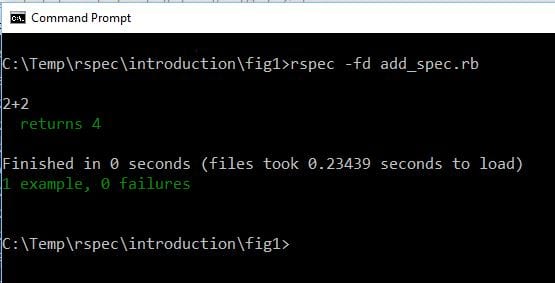 Command Prompt
C:\Temp\rspec\introduction\fig1>rspec -fd add_spec.rb
2+2
returns 4
Finished in 0 seconds (files took 0.23439 seconds to load)
1 example, 0 failures
C:\Temp\rspec\introduction\fig1>